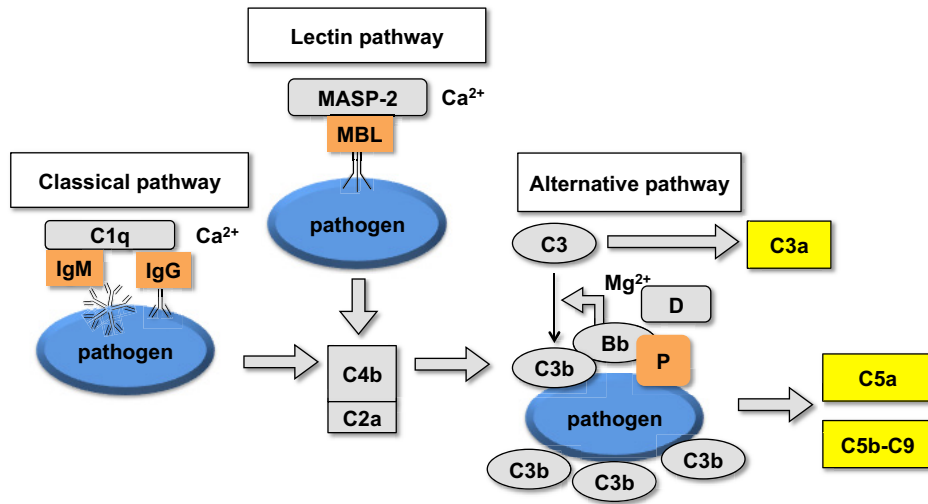 Lectin pathway
MASP-2
Ca²⁺
MBL
pathogen
Classical pathway
C1q
Ca²⁺
IgM
IgG
pathogen
C4b
C2a
Alternative pathway
C3
C3a
Mg²⁺
D
Bb
P
C3b
pathogen
C3b
C3b
C3b
C5a
C5b-C9